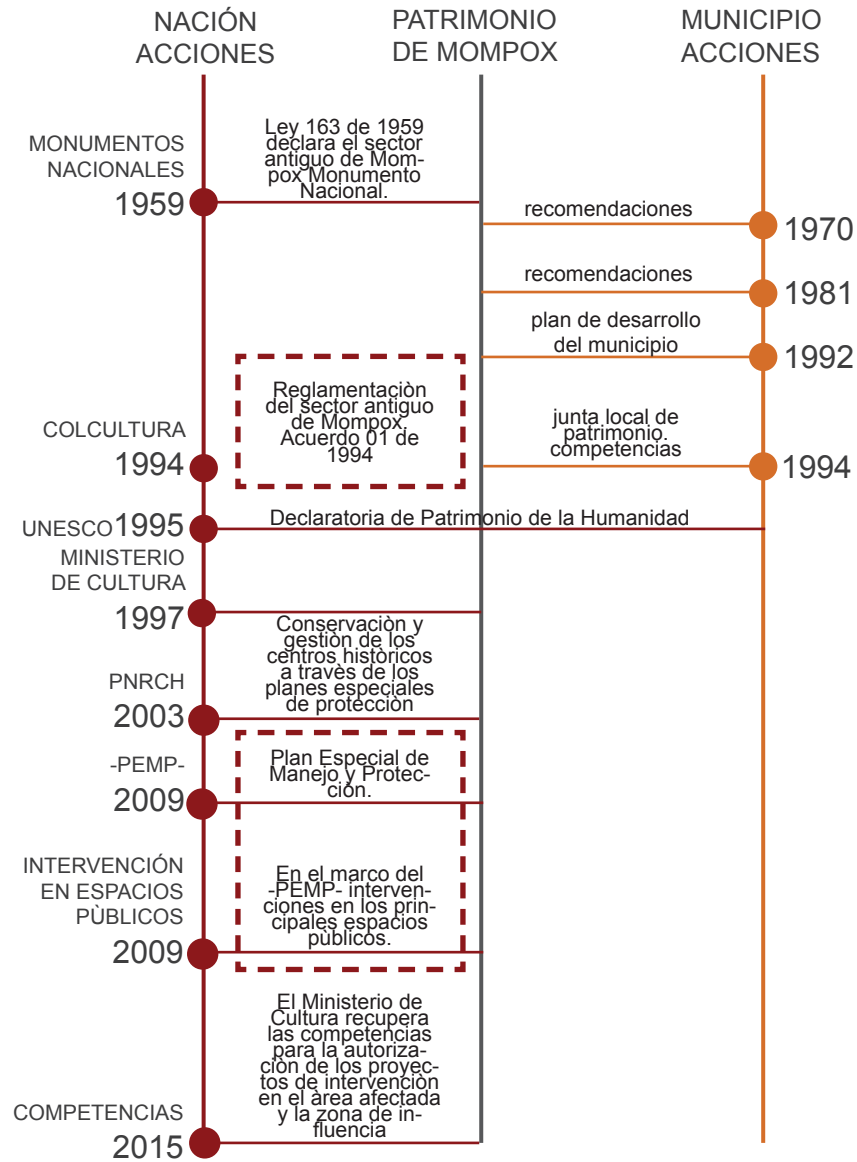 NACIÓN
ACCIONES
PATRIMONIO
DE MOMPOX
MUNICIPIO
ACCIONES
MONUMENTOS
NACIONALES
1959
Ley 163 de 1959
declara el sector
antiguo de Mom-
pox Monumento
Nacional.
recomendaciones
1970
recomendaciones
1981
plan de desarrollo
del municipio
1992
COLCULTURA
1994
Reglamentaciòn
del sector antiguo
de Mompox.
Acuerdo 01 de
1994
junta local de
patrimonio.
competencias
1994
UNESCO 1995
Declaratoria de Patrimonio de la Humanidad
MINISTERIO
DE CULTURA
1997
Conservaciòn y
gestiòn de los
centros històricos
a travès de los
planes especiales
de protecciòn
PNRCH
2003
-PEMP-
2009
Plan Especial de
Manejo y Protec-
ciòn.
INTERVENCIÓN
EN ESPACIOS
PÙBLICOS
2009
En el marco del
-PEMP- interven-
ciones en los prin-
cipales espacios
pùblicos.
El Ministerio de
Cultura recupera
las competencias
para la autoriza-
ciòn de los proyec-
tos de intervenciòn
en el àrea afectada
y la zona de in-
fluencia
COMPETENCIAS
2015